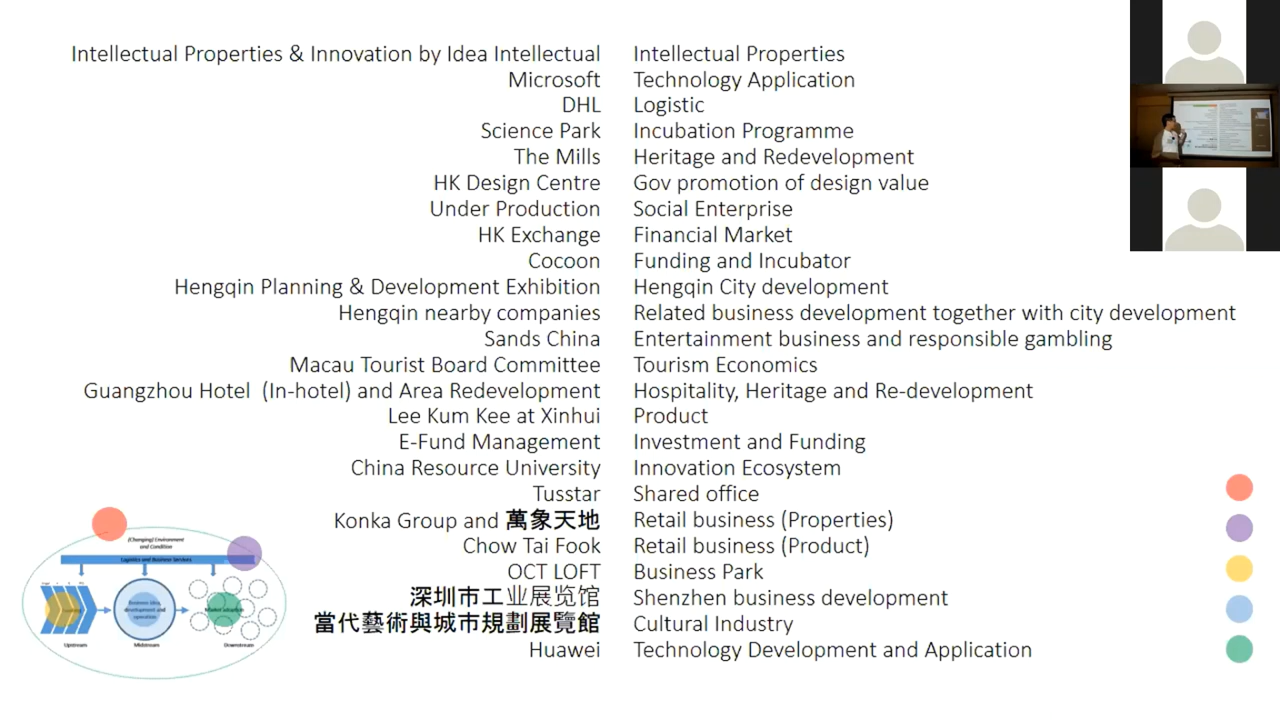 Intellectual Properties & Innovation by Idea Intellectual Intellectual Properties
Microsoft Technology Application
DHL Logistic
Science Park Incubation Programme
The Mills Heritage and Redevelopment
HK Design Centre Gov promotion of design value
Under Production Social Enterprise
HK Exchange Financial Market
Cocoon Funding and Incubator
Hengqin Planning & Development Exhibition Hengqin City development
Hengqin nearby companies Related business development together with city development
Sands China Entertainment business and responsible gambling
Macau Tourist Board Committee Tourism Economics
Guangzhou Hotel (In-hotel) and Area Redevelopment Hospitality, Heritage and Re-development
Lee Kum Kee at Xinhui Product
E-Fund Management Investment and Funding
China Resource University Innovation Ecosystem
Tusstar Shared office
Konka Group and 萬象天地 Retail business (Properties)
Chow Tai Fook Retail business (Product)
OCT LOFT Business Park
深圳市工业展览馆 Shenzhen business development
當代藝術與城市規劃展覽館 Cultural Industry
Huawei Technology Development and Application
(Changing) Environment
and Condition
Logistics and Business Services
Business idea,
development and
operation
Market adoption
Upstream
Midstream
Downstream